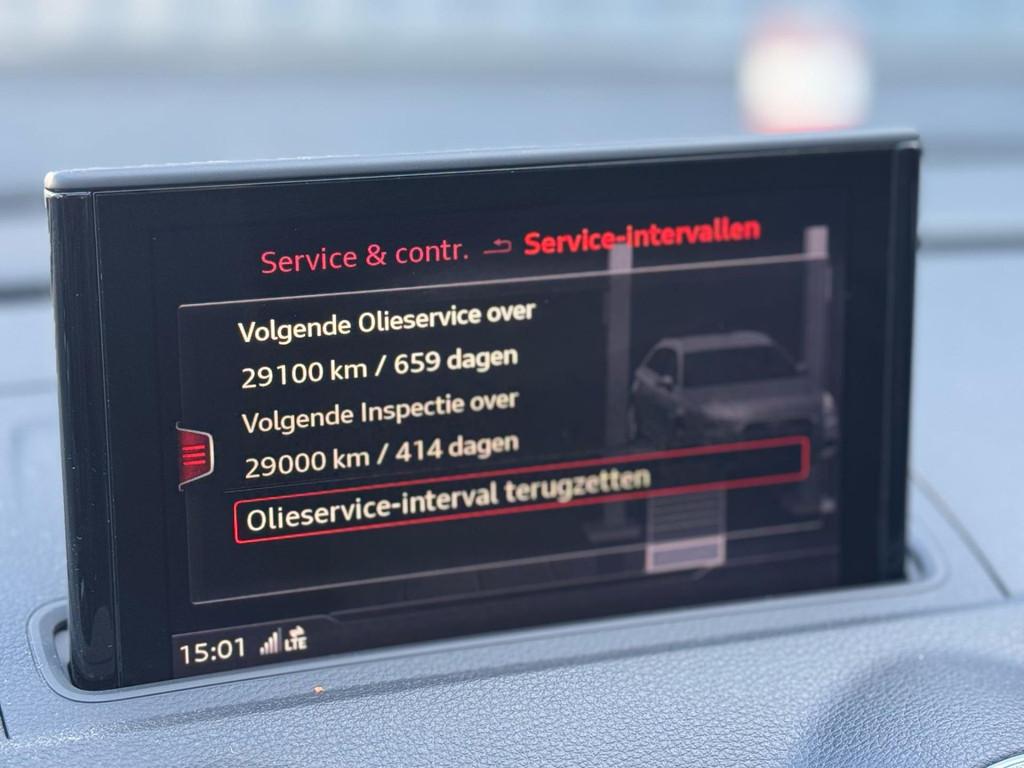 Service & contr. Service-intervallen
Volgende Olieservice over
29100 km / 659 dagen
Volgende Inspectie over
29000 km / 414 dagen
Olieservice-interval terugzetten
15:01 LTE